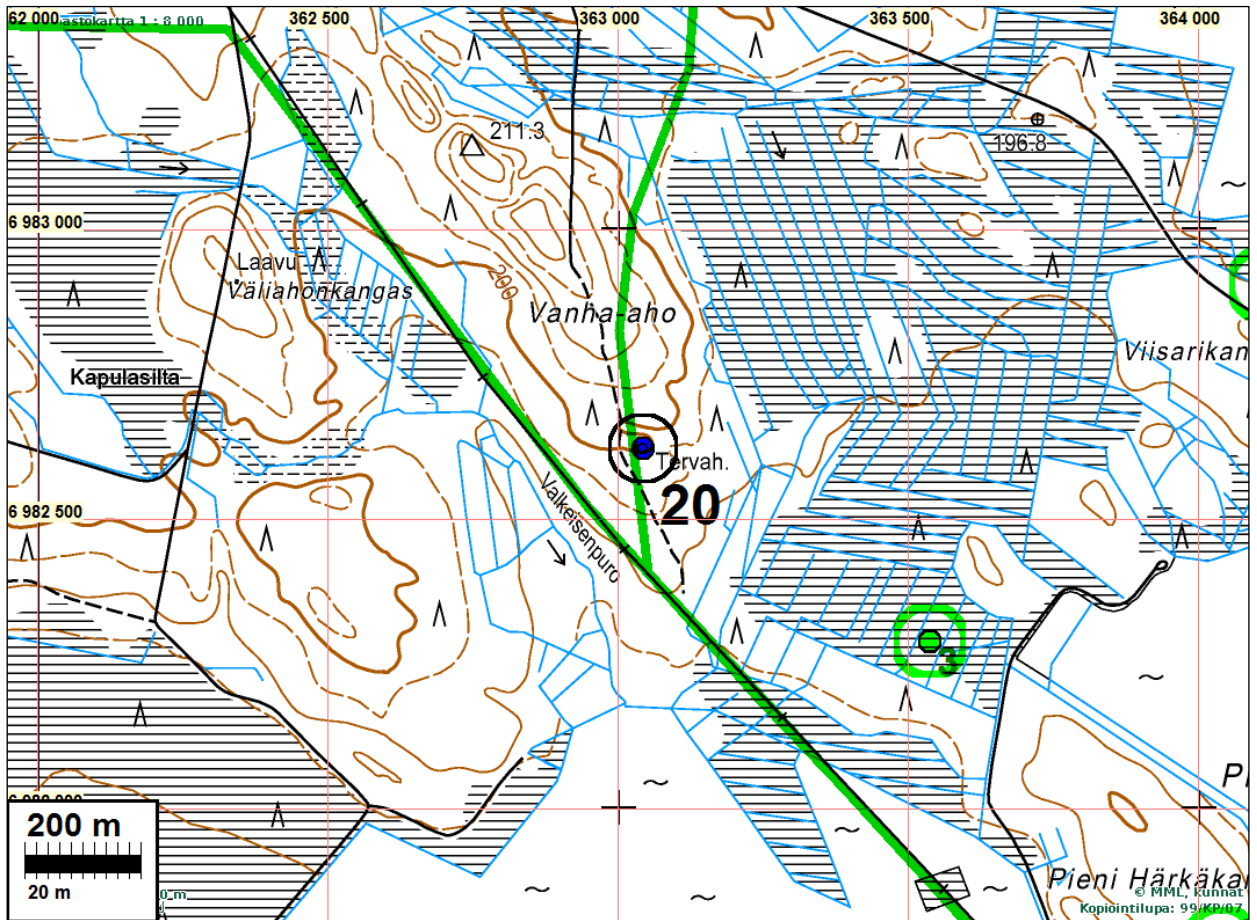 62 000
astokartta 1 : 8 000
362 500
363 000
363 500
364 000
211.3
196.8
6 983 000
Laavu
Väliahonkangas
200
Vanha-aho
Viisarikan
Kapulasilta
Tervah.
20
6 982 500
Valkeisenpuro
3
200 m
20 m
0 m
Pieni Härkäka
© MML, kunnat
Kopiointilupa: 99/KP/07